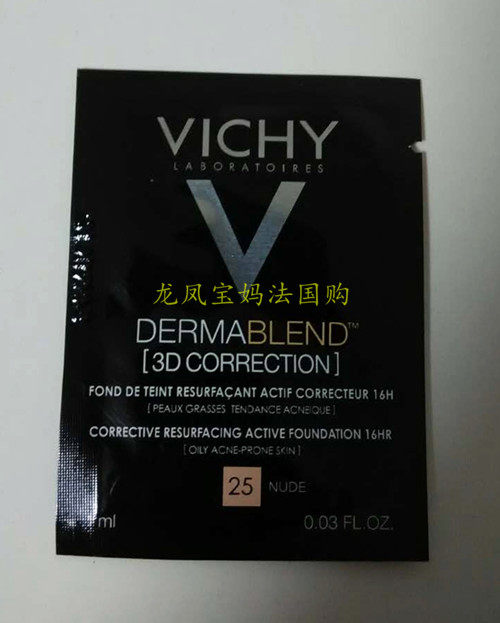 VICHY
LABORATOIRES
龙凤宝妈法国购
DERMABLEND™
[3D CORRECTION]
FOND DE TEINT RESURFAÇANT ACTIF CORRECTEUR 16H
[PEAUX GRASSES TENDANCE ACNEIQUE]
CORRECTIVE RESURFACING ACTIVE FOUNDATION 16HR
[OILY ACNE-PRONE SKIN]
25 NUDE
ml 0.03 FL.OZ.